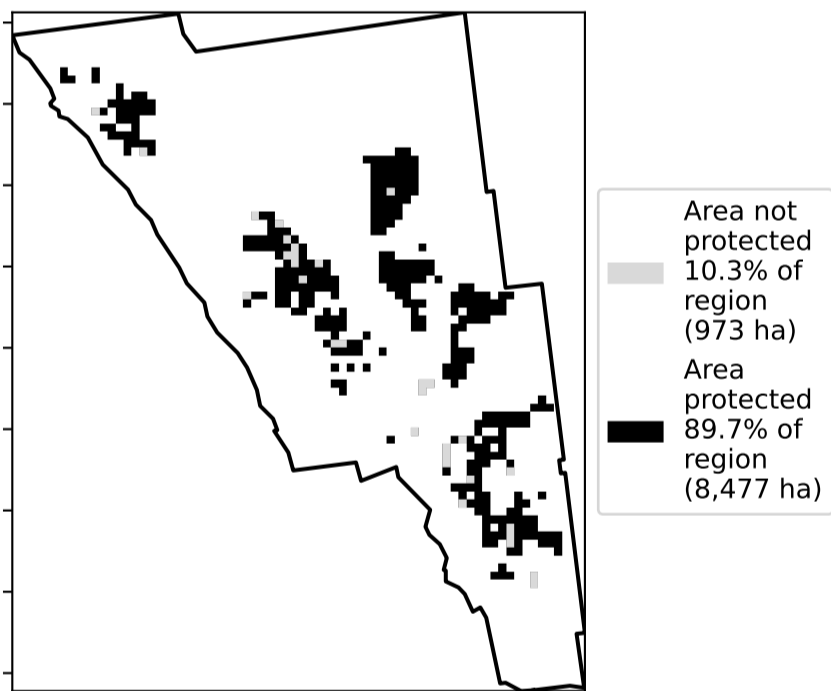 Area not
protected
10.3% of
region
(973 ha)
Area
protected
89.7% of
region
(8,477 ha)